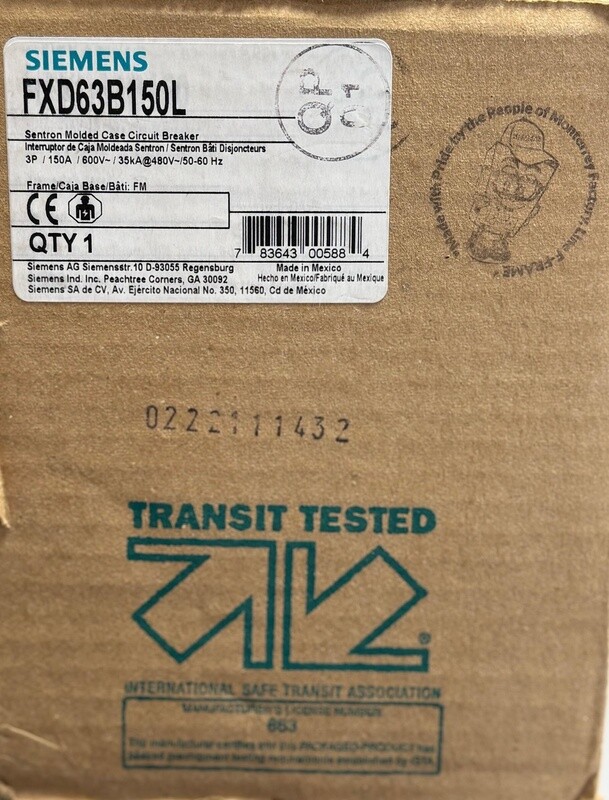 SIEMENS
FXD63B150L
OP
Sentron Molded Case Circuit Breaker
Interruptor de Caja Moldeada Sentron / Sentron Bâti Disjoncteurs
3P / 150A / 600V~ / 35kA@480V~/50-60 Hz
Frame/Caja Base/Bâti: FM
CE
QTY 1
7 83643 00588 4
Siemens AG Siemensstr.10 D-93055 Regensburg
Made in Mexico
Siemens Ind. Inc. Peachtree Corners, GA 30092
Hecho en México/Fabriqué au Mexique
Siemens SA de CV, Av. Ejército Nacional No. 350, 11560, Cd de México
"Made with Pride by the People of Monterrey Factory, Line F-FRAME"
0222111432
TRANSIT TESTED
®
INTERNATIONAL SAFE TRANSIT ASSOCIATION
MANUFACTURER'S LICENSE NUMBER
The manufacturer certifies that this PACKAGED-PRODUCT has
passed preshipment testing requirements established by ISTA.